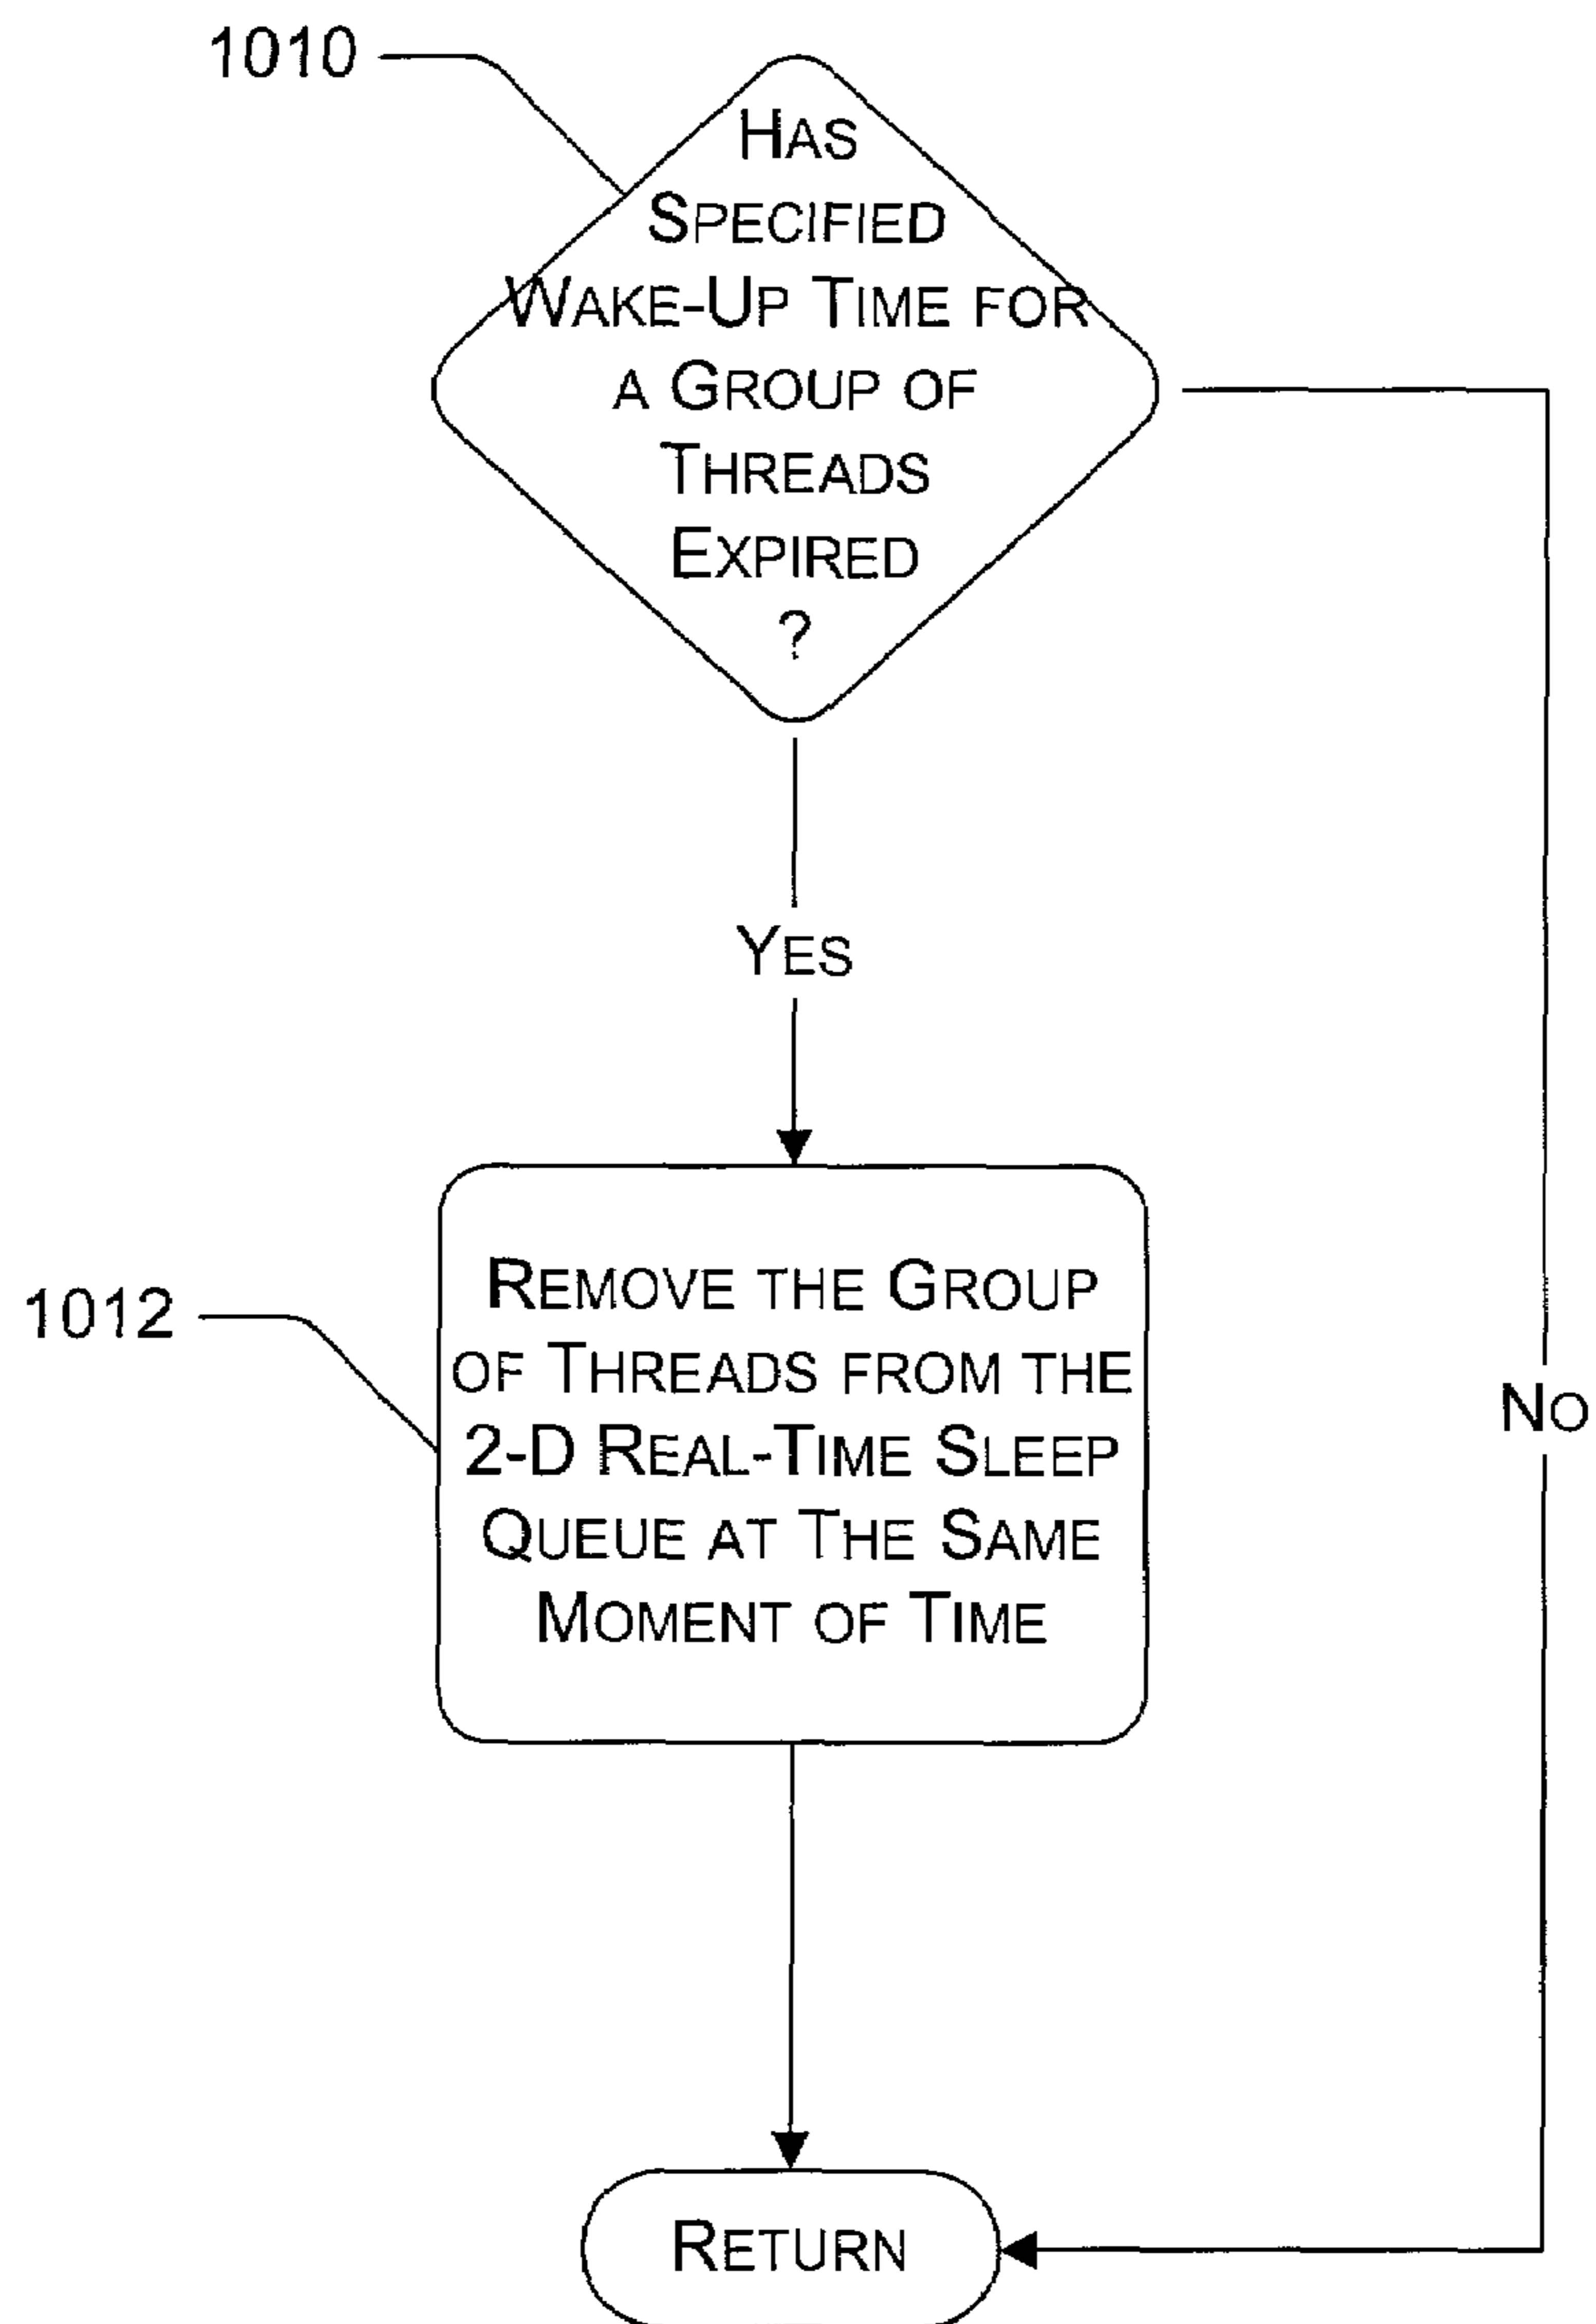 1010
HAS
SPECIFIED
WAKE-UP TIME FOR
A GROUP OF
THREADS
EXPIRED
?
YES
1012
REMOVE THE GROUP
OF THREADS FROM THE
2-D REAL-TIME SLEEP
QUEUE AT THE SAME
MOMENT OF TIME
NO
RETURN